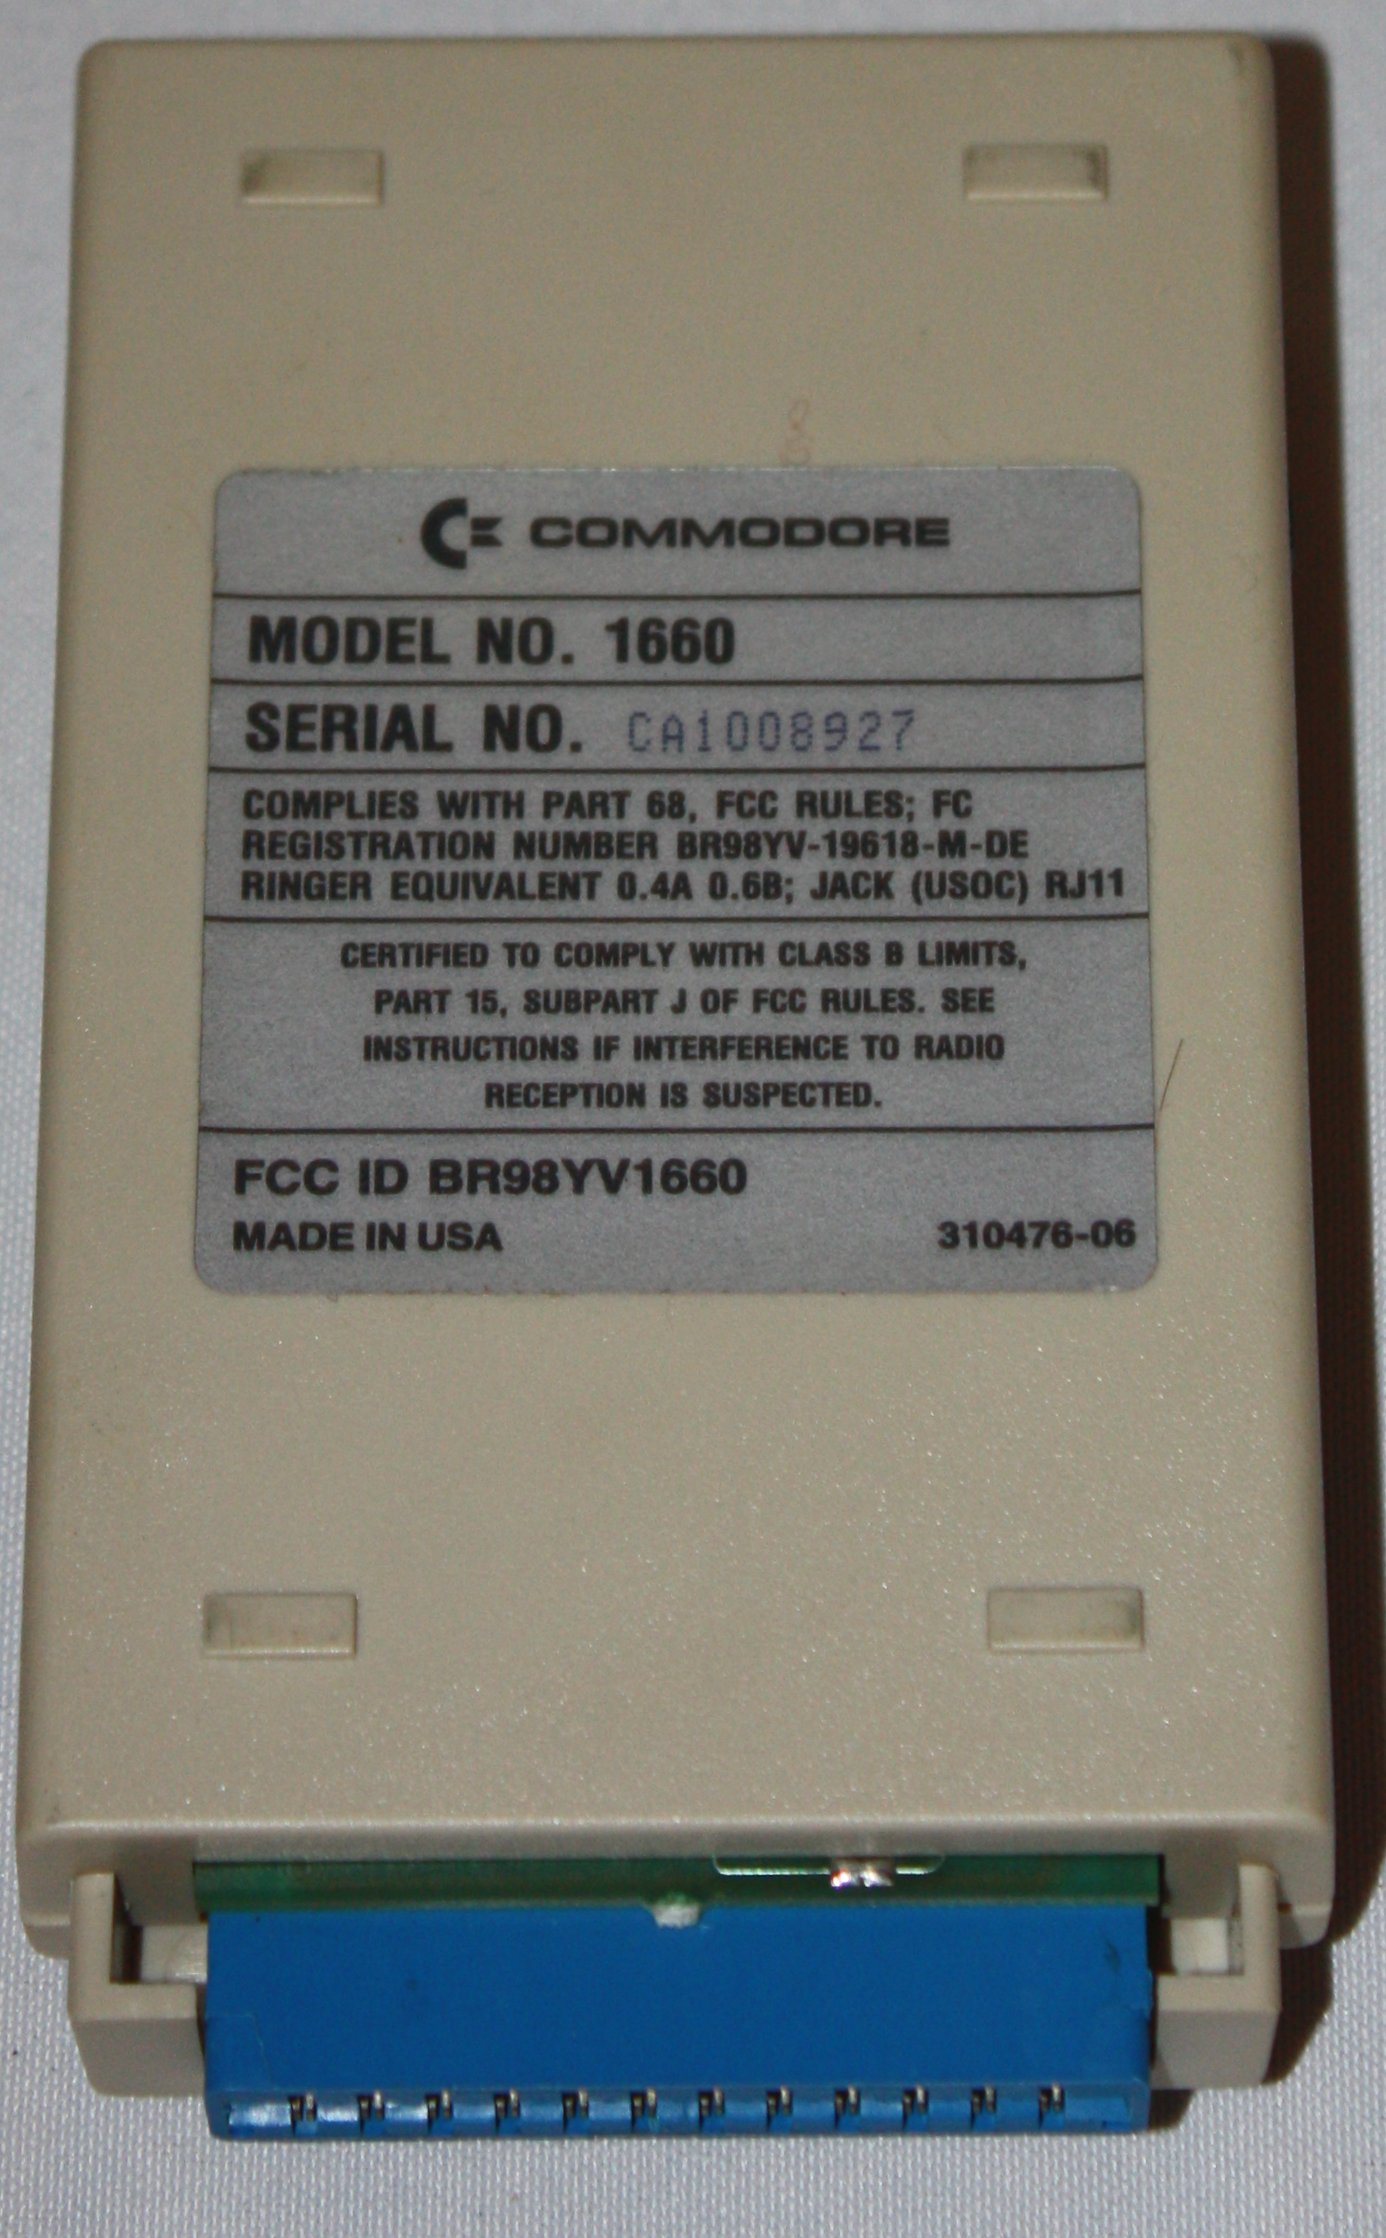 COMMODORE
MODEL NO. 1660
SERIAL NO. CA1008927
COMPLIES WITH PART 68, FCC RULES; FC
REGISTRATION NUMBER BR98YV-19618-M-DE
RINGER EQUIVALENT 0.4A 0.6B; JACK (USOC) RJ11
CERTIFIED TO COMPLY WITH CLASS B LIMITS,
PART 15, SUBPART J OF FCC RULES. SEE
INSTRUCTIONS IF INTERFERENCE TO RADIO
RECEPTION IS SUSPECTED.
FCC ID BR98YV1660
MADE IN USA 310476-06